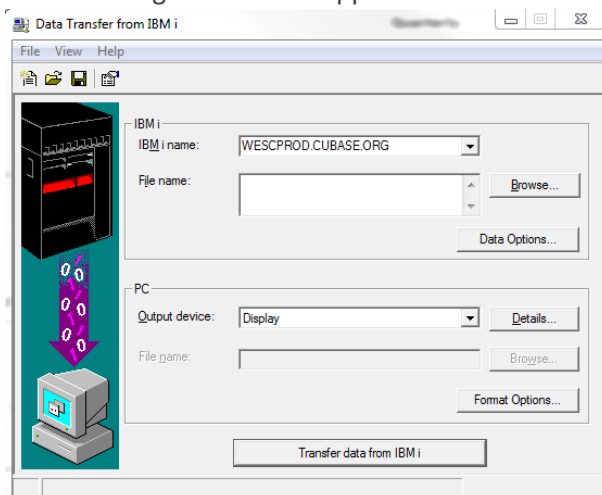 Data Transfer from IBM i
File View Help
IBM i
IBM i name: WESCPROD.CUBASE.ORG
File name: Browse...
Data Options...
PC
Output device: Display Details...
File name: Browse...
Format Options...
Transfer data from IBM i